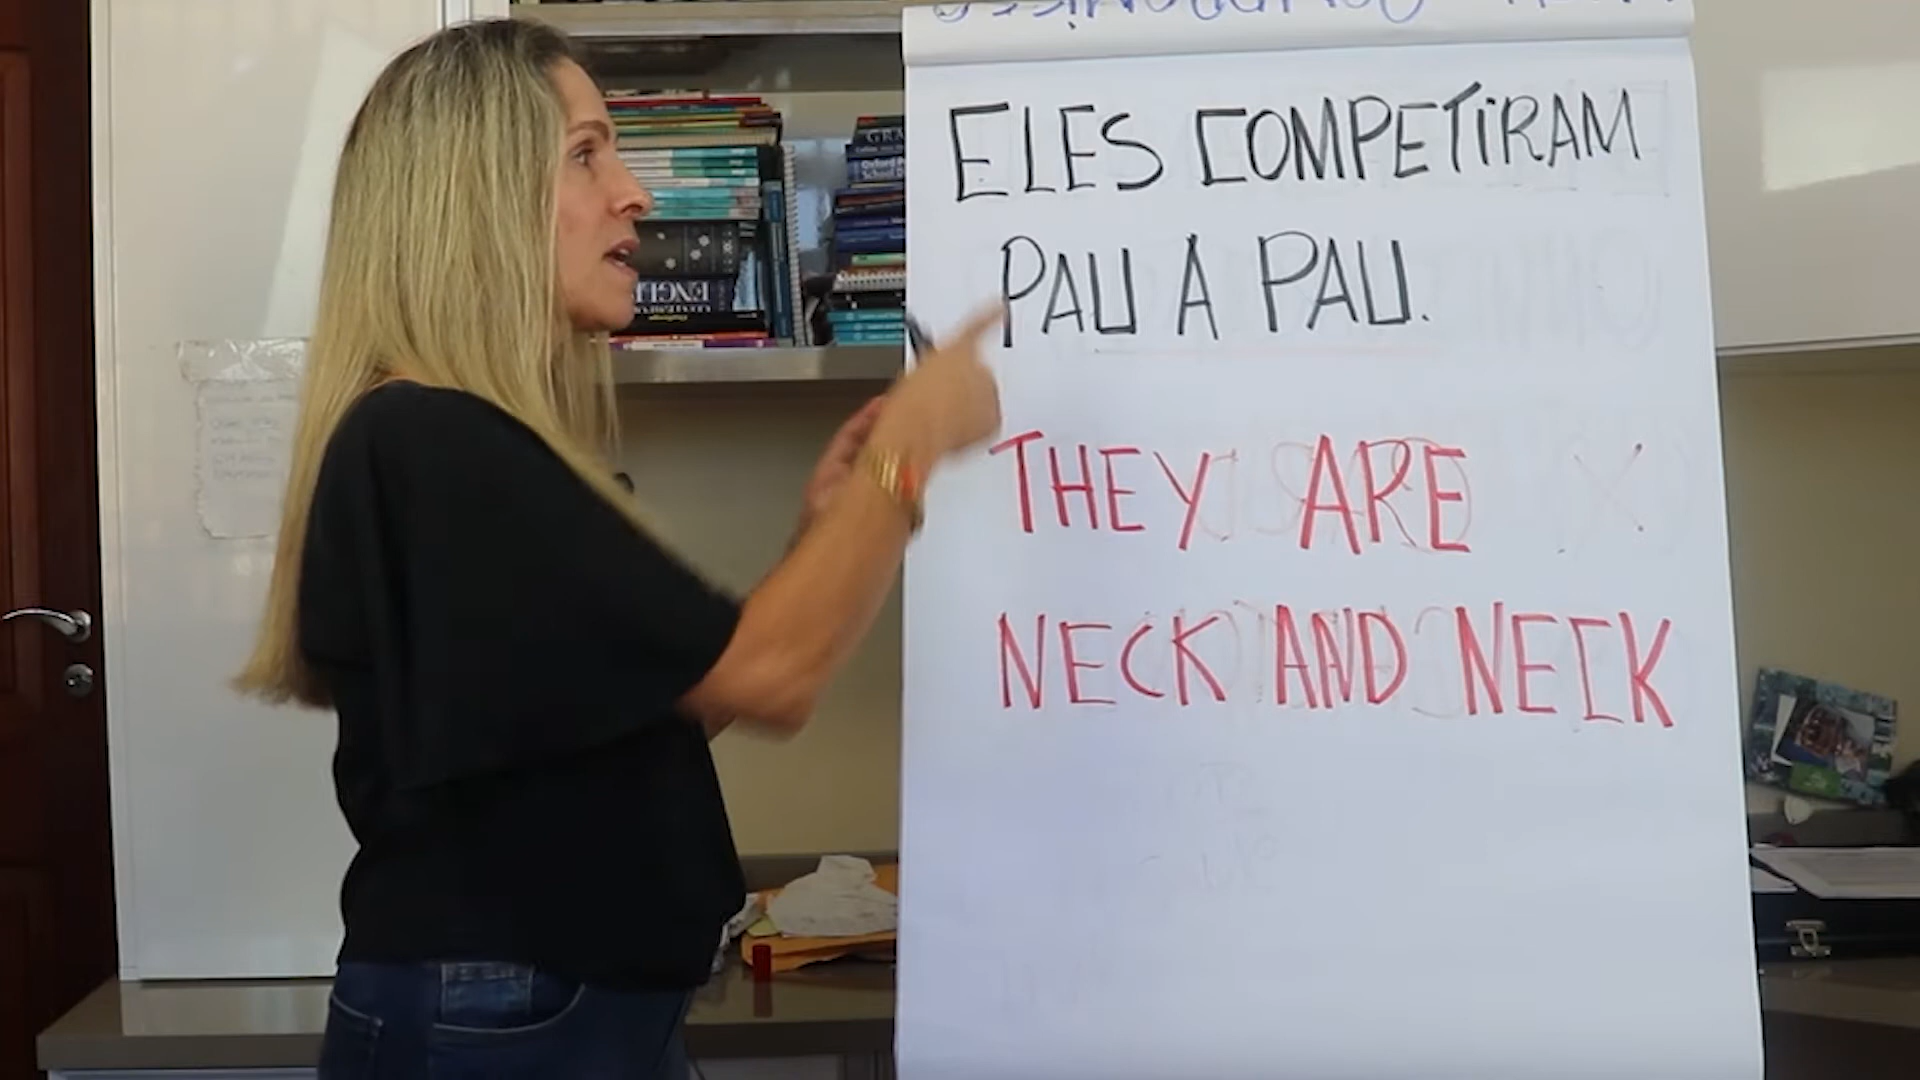 ELES COMPETIRAM
PAU A PAU.
THEY ARE
NECK AND NECK